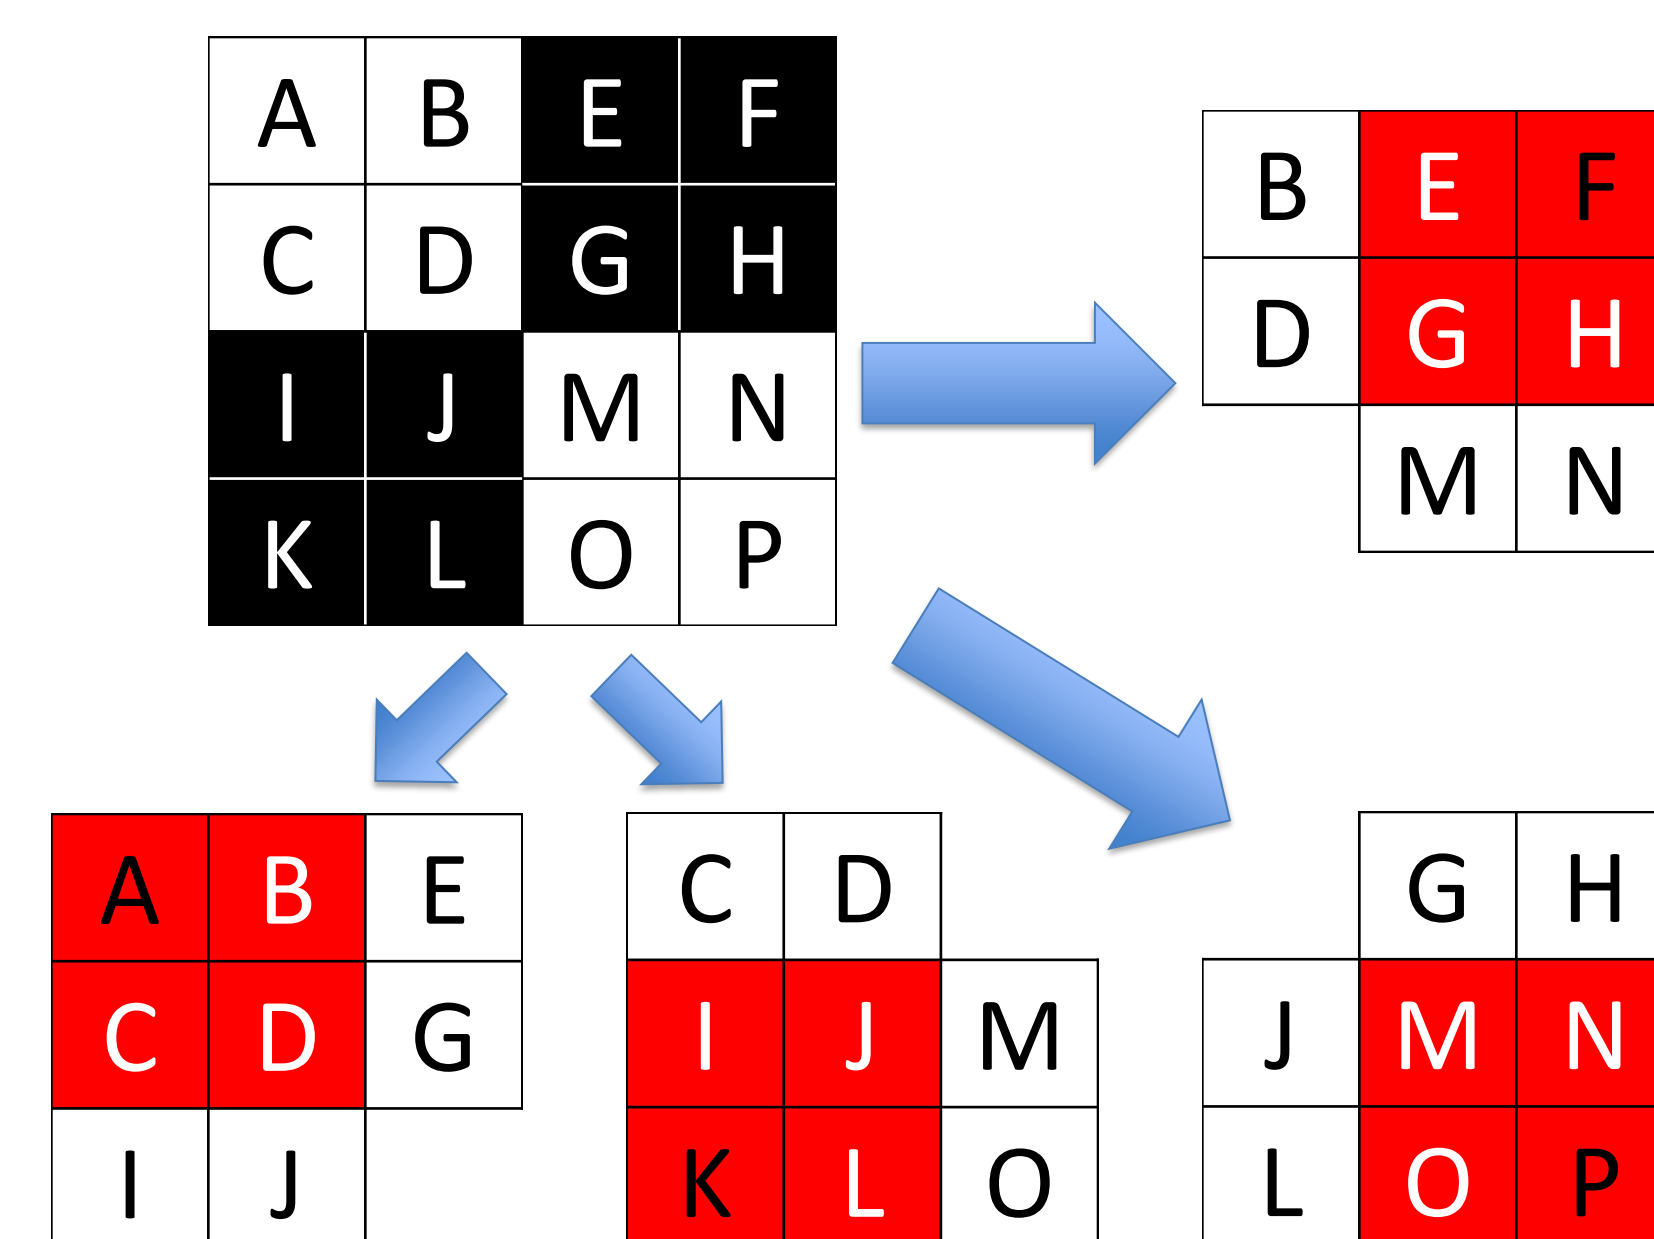 A B E F
C D G H
I J M N
K L O P
B E F
D G H
M N
A B E
C D G
I J
C D
I J M
K L O
G H
J M N
L O P